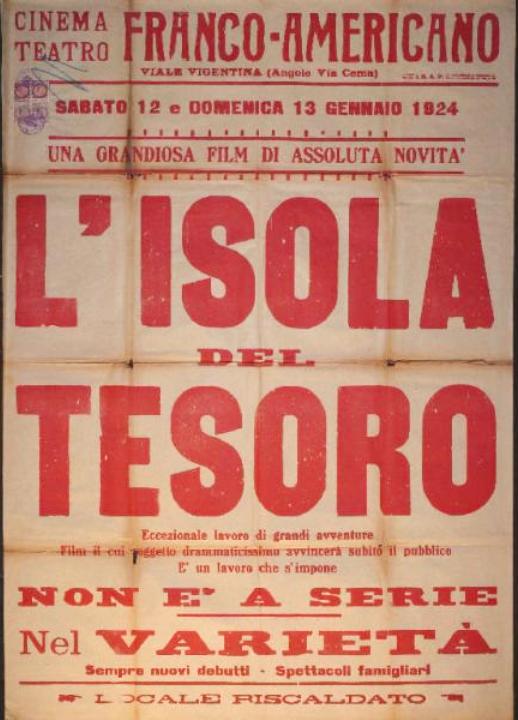 CINEMA TEATRO FRANCO-AMERICANO
VIALE VIGENTINA (Angolo Via Cema)
SABATO 12 e DOMENICA 13 GENNAIO 1924
UNA GRANDIOSA FILM DI ASSOLUTA NOVITA'
L'ISOLA
DEL
TESORO
Eccezionale lavoro di grandi avventure
Film il cui soggetto drammaticissimo avvincerà subito il pubblico
E' un lavoro che s'impone
NON E' A SERIE
Nel VARIETÀ
Sempre nuovi debutti - Spettacoli famigliari
LOCALE RISCALDATO